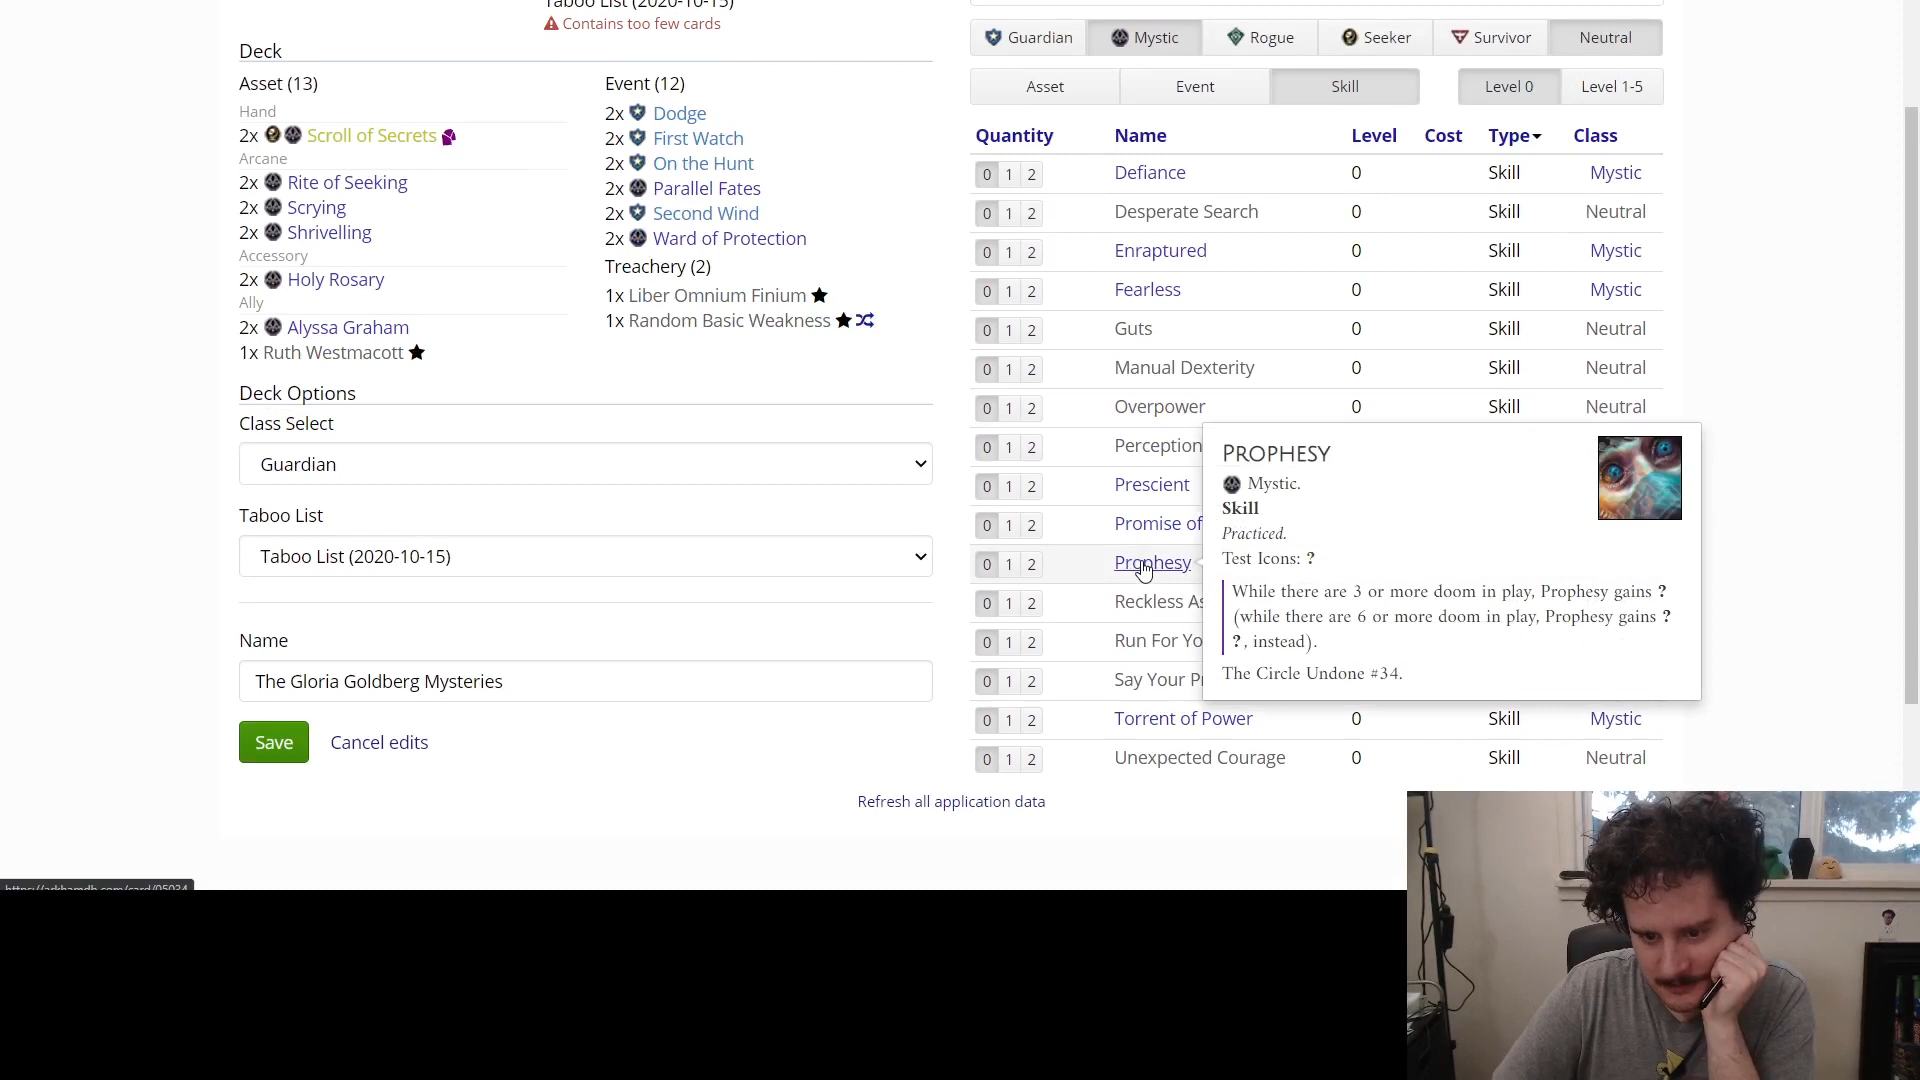 Taboo List (2020-10-15)
Contains too few cards
Deck
Asset (13)
Hand
2x Scroll of Secrets
Arcane
2x Rite of Seeking
2x Scrying
2x Shrivelling
Accessory
2x Holy Rosary
Ally
2x Alyssa Graham
1x Ruth Westmacott ★
Event (12)
2x Dodge
2x First Watch
2x On the Hunt
2x Parallel Fates
2x Second Wind
2x Ward of Protection
Treachery (2)
1x Liber Omnium Finium ★
1x Random Basic Weakness ★
Deck Options
Class Select
Guardian
Taboo List
Taboo List (2020-10-15)
Name
The Gloria Goldberg Mysteries
Save Cancel edits
Guardian Mystic Rogue Seeker Survivor Neutral
Asset Event Skill Level 0 Level 1-5
Quantity Name Level Cost Type Class
0 1 2 Defiance 0 Skill Mystic
0 1 2 Desperate Search 0 Skill Neutral
0 1 2 Enraptured 0 Skill Mystic
0 1 2 Fearless 0 Skill Mystic
0 1 2 Guts 0 Skill Neutral
0 1 2 Manual Dexterity 0 Skill Neutral
0 1 2 Overpower 0 Skill Neutral
0 1 2 Perception
0 1 2 Prescient
0 1 2 Promise of
0 1 2 Prophesy
0 1 2 Reckless As
0 1 2 Run For Yo
0 1 2 Say Your Pr
0 1 2 Torrent of Power 0 Skill Mystic
0 1 2 Unexpected Courage 0 Skill Neutral
Prophesy
Mystic.
Skill
Practiced.
Test Icons: ?
While there are 3 or more doom in play, Prophesy gains ?
(while there are 6 or more doom in play, Prophesy gains ?
?, instead).
The Circle Undone #34.
Refresh all application data
https://arkhamdb.com/card/05034